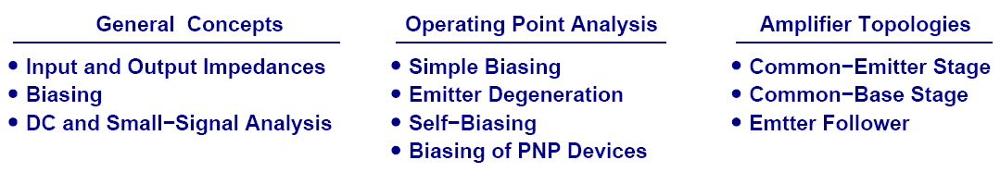 General Concepts
• Input and Output Impedances
• Biasing
• DC and Small−Signal Analysis
Operating Point Analysis
• Simple Biasing
• Emitter Degeneration
• Self−Biasing
• Biasing of PNP Devices
Amplifier Topologies
• Common−Emitter Stage
• Common−Base Stage
• Emtter Follower